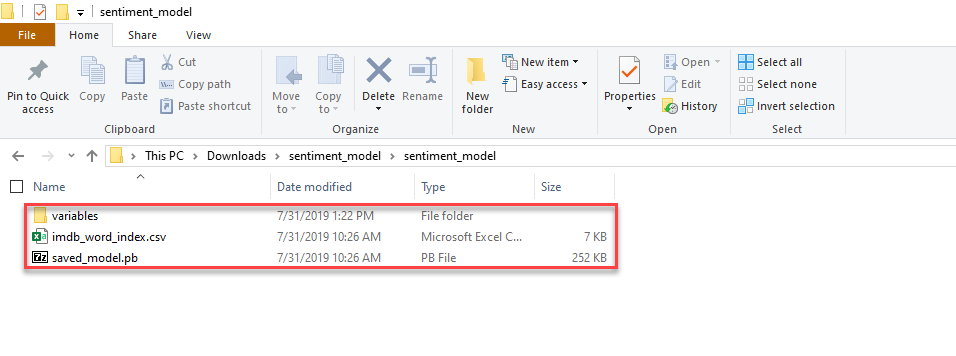 sentiment_model
File Home Share View
Pin to Quick access
Copy
Paste
Cut
Copy path
Paste shortcut
Clipboard
Move to
Copy to
Delete
Rename
Organize
New folder
New item
Easy access
New
Properties
Open
Edit
History
Open
Select all
Select none
Invert selection
Select
This PC > Downloads > sentiment_model > sentiment_model
Name Date modified Type Size
variables 7/31/2019 1:22 PM File folder
imdb_word_index.csv 7/31/2019 10:26 AM Microsoft Excel C... 7 KB
saved_model.pb 7/31/2019 10:26 AM PB File 252 KB